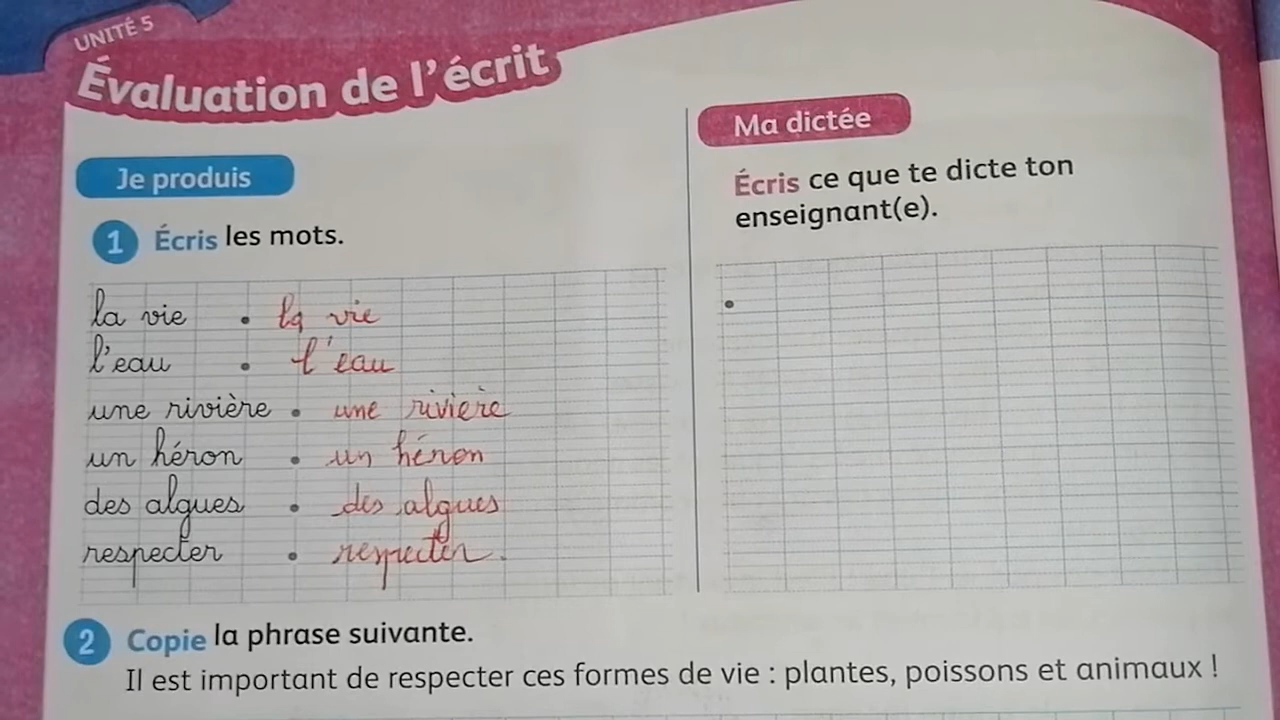 UNITÉ 5
Évaluation de l'écrit
Je produis
1 Écris les mots.
la vie • la vie
l'eau • l'eau
une rivière • une rivière
un héron • un héron
des algues • des algues
respecter • respecter.
2 Copie la phrase suivante.
Il est important de respecter ces formes de vie : plantes, poissons et animaux !
Ma dictée
Écris ce que te dicte ton
enseignant(e).